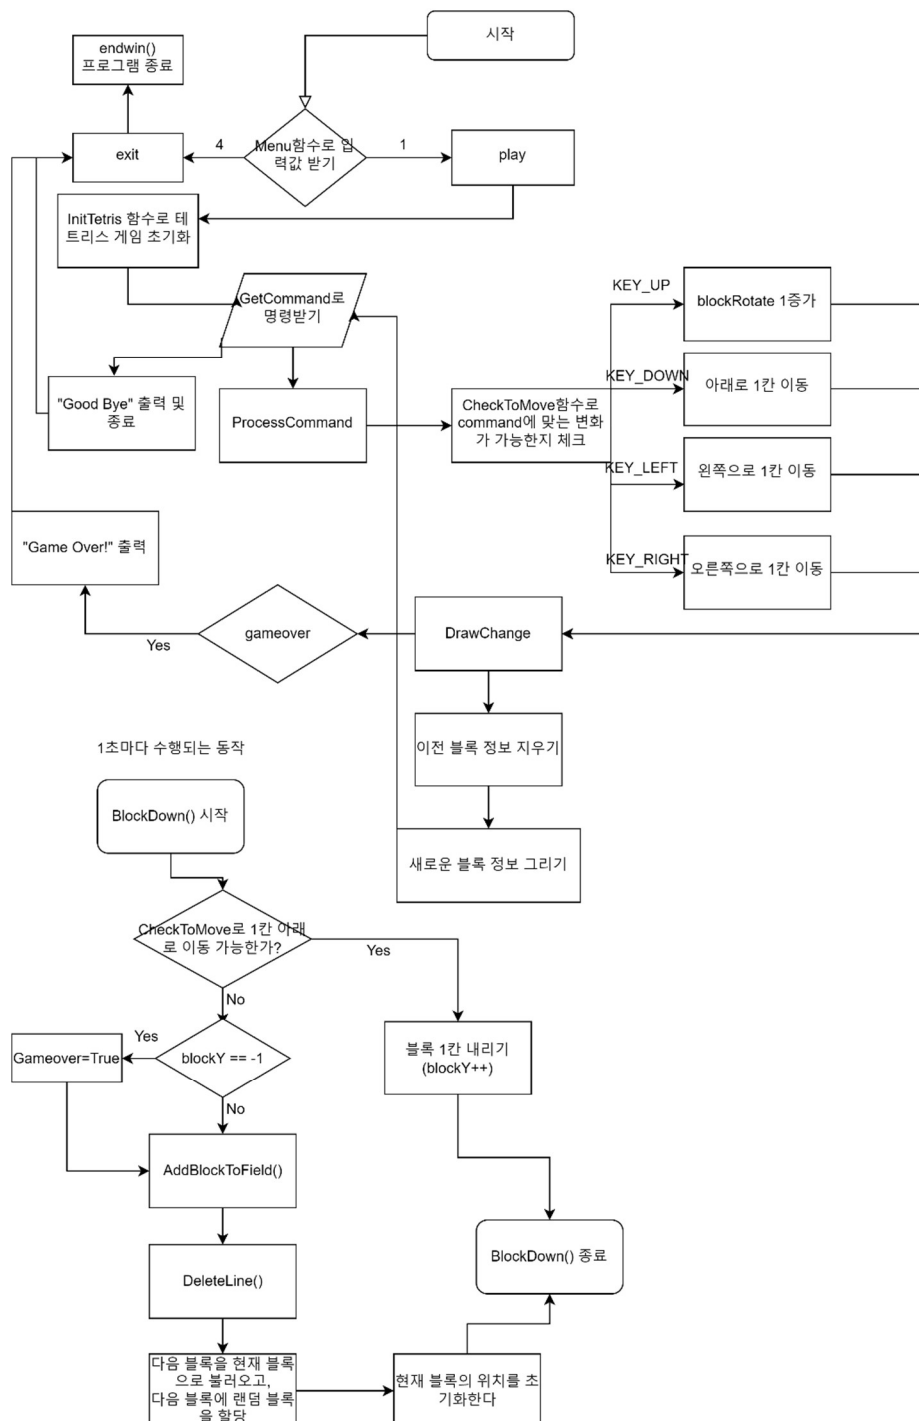 시작
endwin()
프로그램 종료
Menu함수로 입
력값 받기
4
1
exit
play
InitTetris 함수로 테
트리스 게임 초기화
GetCommand로
명령받기
KEY_UP
blockRotate 1증가
KEY_DOWN
아래로 1칸 이동
"Good Bye" 출력 및
종료
ProcessCommand
CheckToMove함수로
command에 맞는 변화
가 가능한지 체크
KEY_LEFT
왼쪽으로 1칸 이동
"Game Over!" 출력
KEY_RIGHT
오른쪽으로 1칸 이동
Yes
gameover
DrawChange
이전 블록 정보 지우기
1초마다 수행되는 동작
BlockDown() 시작
새로운 블록 정보 그리기
CheckToMove로 1칸 아래
로 이동 가능한가?
Yes
No
Yes
Gameover=True
blockY == -1
블록 1칸 내리기
(blockY++)
No
AddBlockToField()
BlockDown() 종료
DeleteLine()
다음 블록을 현재 블록
으로 불러오고,
다음 블록에 랜덤 블록
을 할당
현재 블록의 위치를 초
기화한다